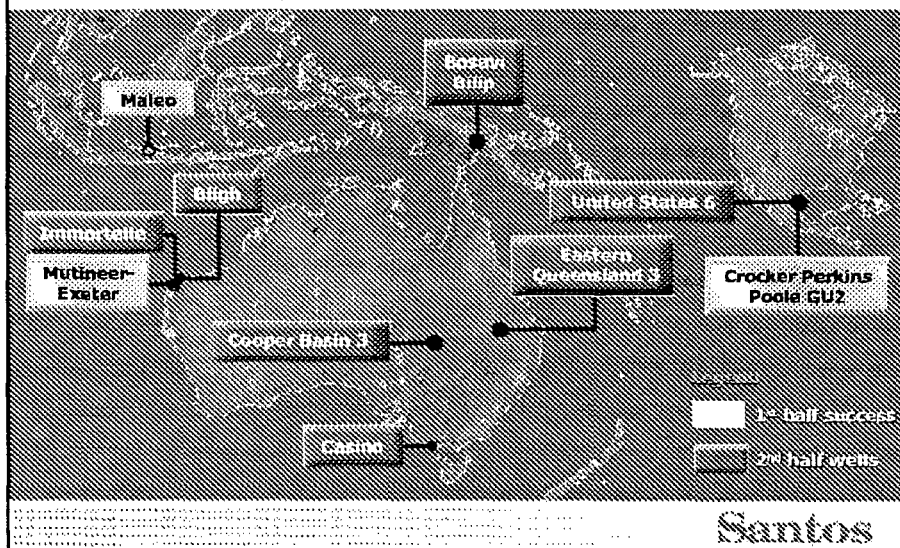 Bosavi
Bilip
Maleo
Bligh
United States 6
Immortelle
Mutineer-
Exeter
Eastern
Queensland 3
Crocker Perkins
Poole GU2
Cooper Basin 3
1st half success
Casino
2nd half wells
Santos